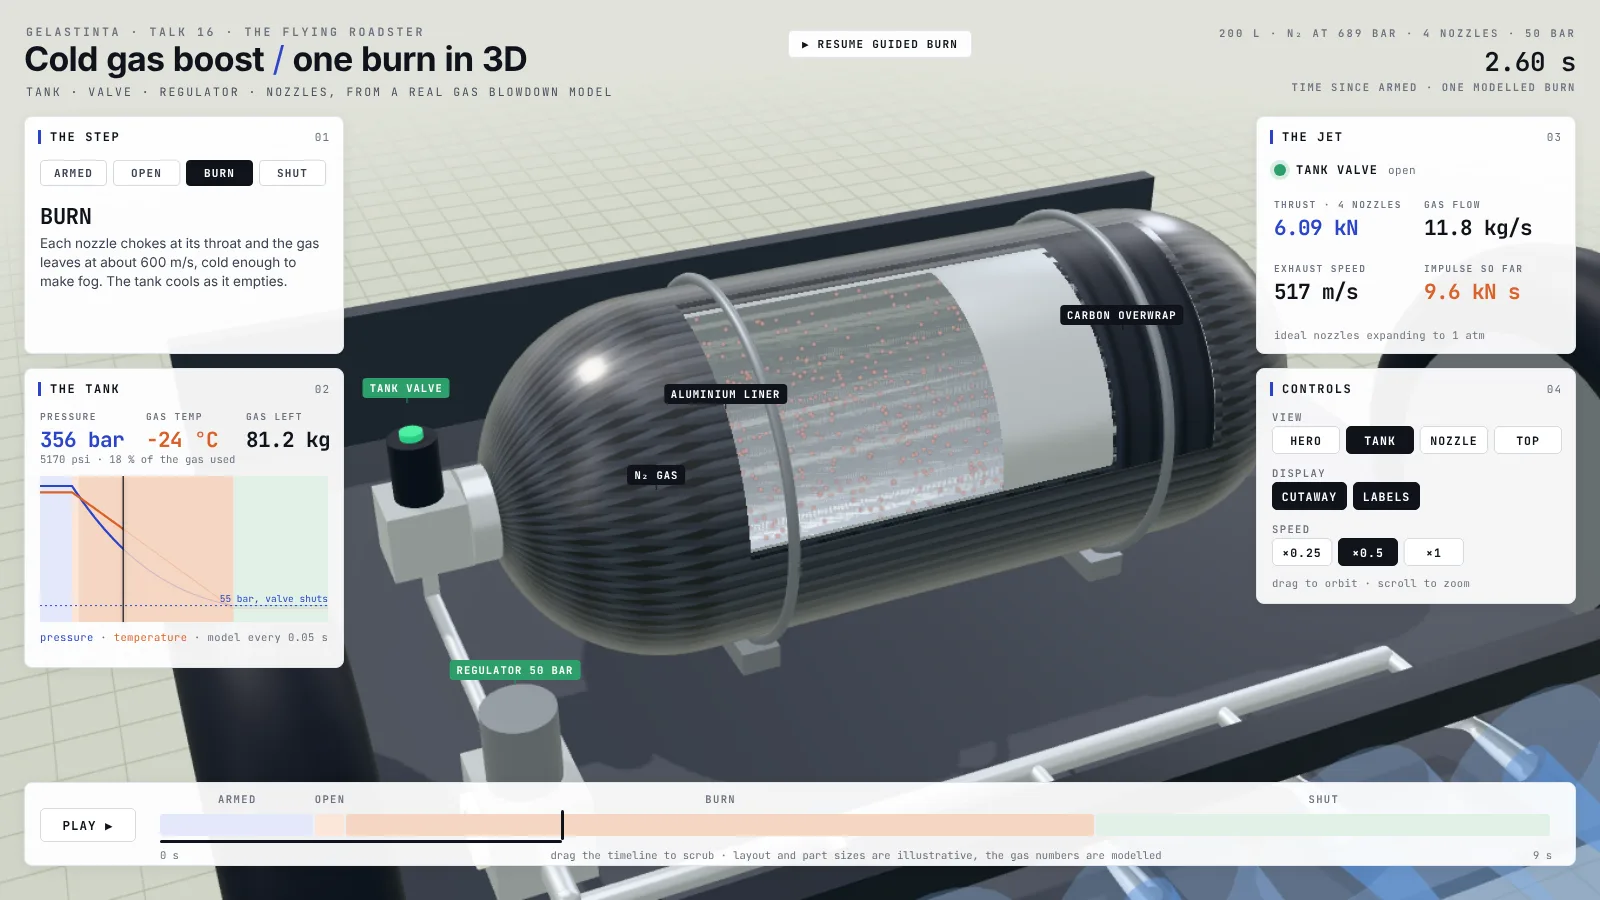 GELASTINTA · TALK 16 · THE FLYING ROADSTER
Cold gas boost / one burn in 3D
TANK · VALVE · REGULATOR · NOZZLES, FROM A REAL GAS BLOWDOWN MODEL
▶ RESUME GUIDED BURN
200 L · N₂ AT 689 BAR · 4 NOZZLES · 50 BAR
2.60 s
TIME SINCE ARMED · ONE MODELLED BURN
THE STEP 01
ARMED OPEN BURN SHUT
BURN
Each nozzle chokes at its throat and the gas
leaves at about 600 m/s, cold enough to
make fog. The tank cools as it empties.
THE TANK 02
PRESSURE GAS TEMP GAS LEFT
356 bar -24 °C 81.2 kg
5170 psi · 18 % of the gas used
55 bar, valve shuts
pressure · temperature · model every 0.05 s
TANK VALVE
ALUMINIUM LINER
N₂ GAS
CARBON OVERWRAP
REGULATOR 50 BAR
THE JET 03
TANK VALVE open
THRUST · 4 NOZZLES GAS FLOW
6.09 kN 11.8 kg/s
EXHAUST SPEED IMPULSE SO FAR
517 m/s 9.6 kN s
ideal nozzles expanding to 1 atm
CONTROLS 04
VIEW
HERO TANK NOZZLE TOP
DISPLAY
CUTAWAY LABELS
SPEED
×0.25 ×0.5 ×1
drag to orbit · scroll to zoom
PLAY ▶
ARMED OPEN BURN SHUT
0 s drag the timeline to scrub · layout and part sizes are illustrative, the gas numbers are modelled 9 s